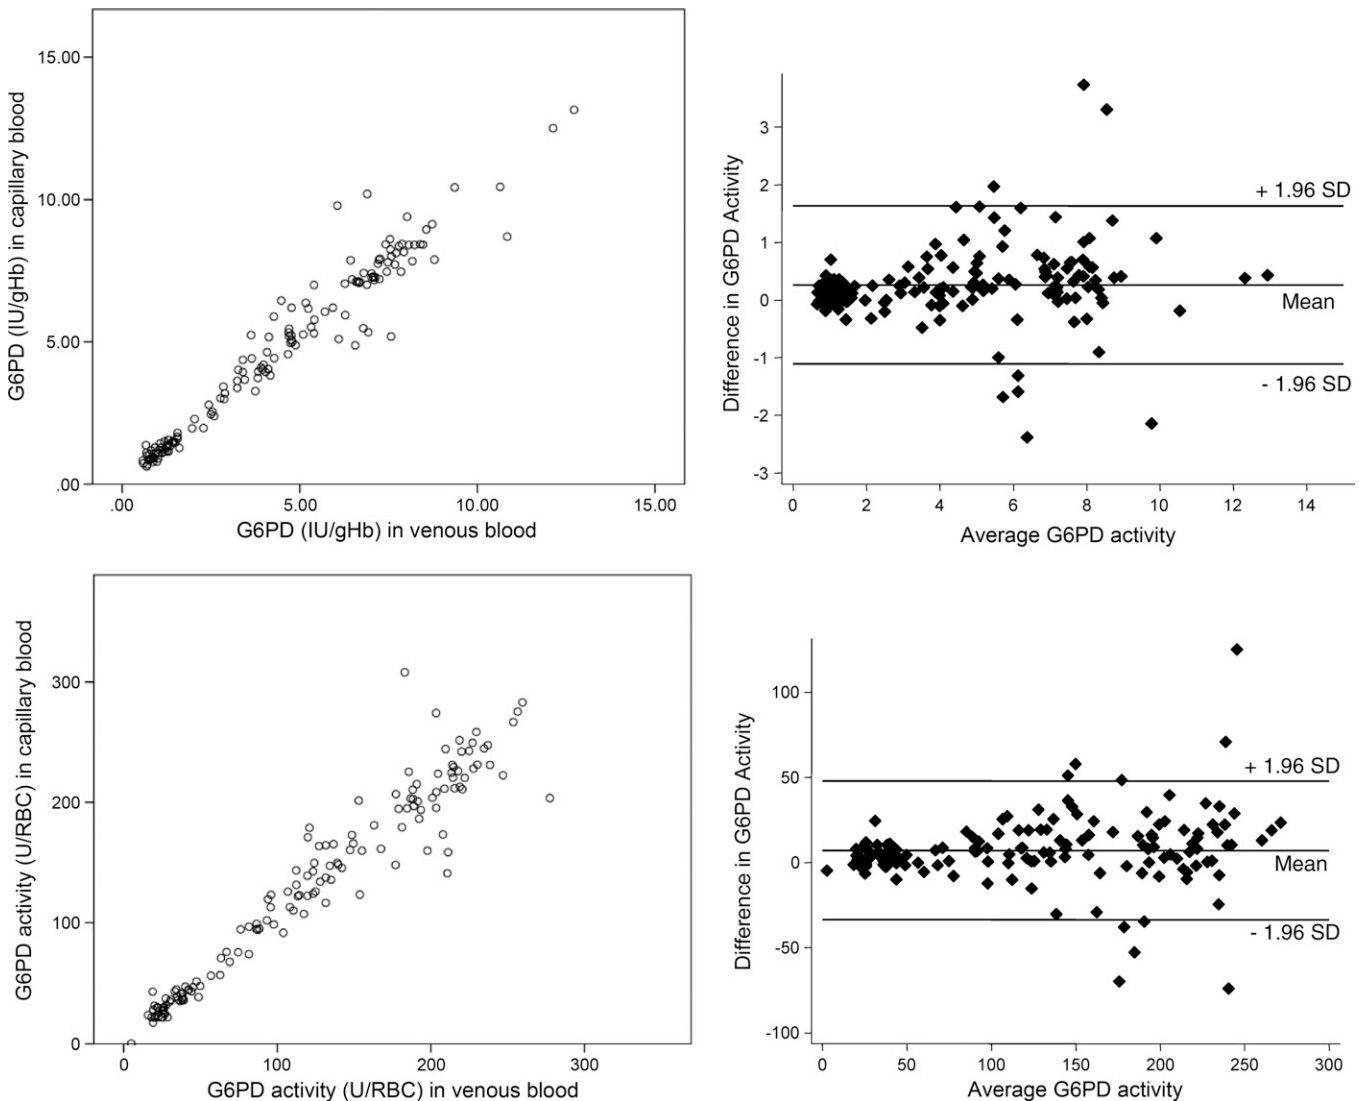 G6PD (IU/gHb) in capillary blood
15.00
10.00
5.00
.00
.00 5.00 10.00 15.00
G6PD (IU/gHb) in venous blood
Difference in G6PD Activity
3
2
1
0
-1
-2
-3
+ 1.96 SD
Mean
- 1.96 SD
0 2 4 6 8 10 12 14
Average G6PD activity
G6PD activity (U/RBC) in capillary blood
300
200
100
0
0 100 200 300
G6PD activity (U/RBC) in venous blood
Difference in G6PD Activity
100
50
0
-50
-100
+ 1.96 SD
Mean
- 1.96 SD
0 50 100 150 200 250 300
Average G6PD activity